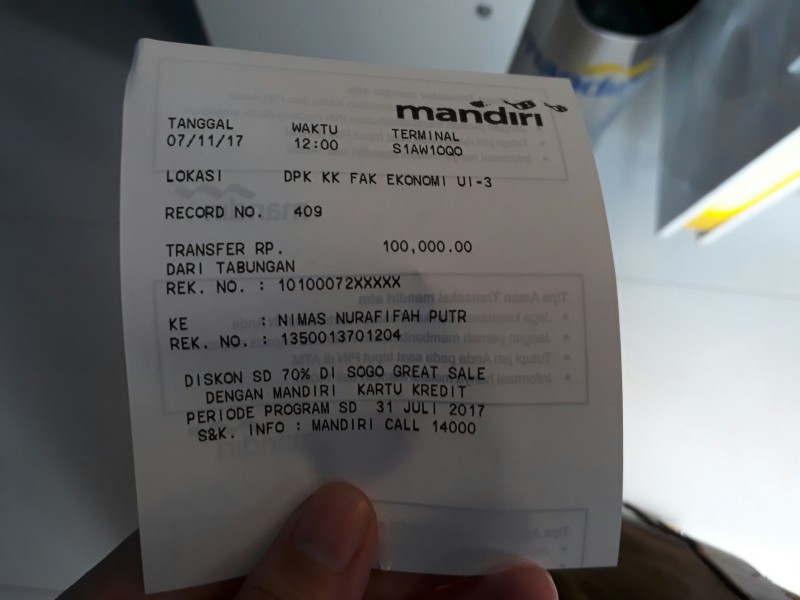 mandiri
TANGGAL WAKTU TERMINAL
07/11/17 12:00 S1AW10QO
LOKASI DPK KK FAK EKONOMI UI-3
RECORD NO. 409
TRANSFER RP. 100,000.00
DARI TABUNGAN
REK. NO. : 10100072XXXXX
KE : NIMAS NURAFIFAH PUTR
REK. NO. : 1350013701204
DISKON SD 70% DI SOGO GREAT SALE
DENGAN MANDIRI KARTU KREDIT
PERIODE PROGRAM SD 31 JULI 2017
S&K. INFO : MANDIRI CALL 14000